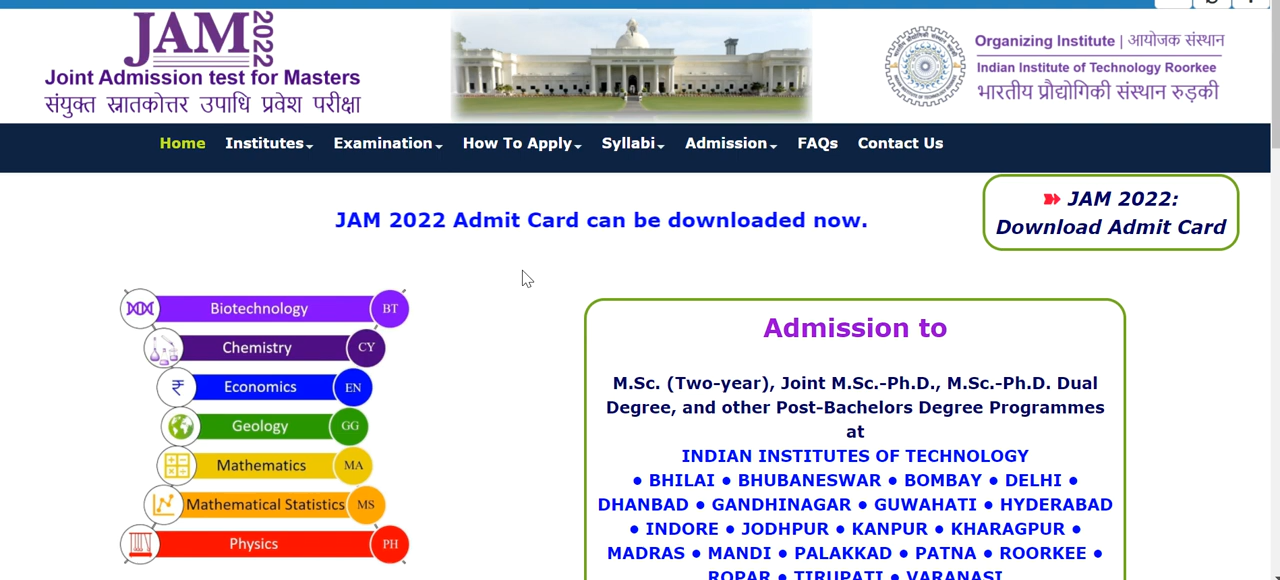 JAM 2022
Joint Admission test for Masters
संयुक्त स्नातकोत्तर उपाधि प्रवेश परीक्षा
Organizing Institute | आयोजक संस्थान
Indian Institute of Technology Roorkee
भारतीय प्रौद्योगिकी संस्थान रुड़की
Home Institutes Examination How To Apply Syllabi Admission FAQs Contact Us
JAM 2022 Admit Card can be downloaded now.
JAM 2022:
Download Admit Card
Biotechnology BT
Chemistry CY
Economics EN
Geology GG
Mathematics MA
Mathematical Statistics MS
Physics PH
Admission to
M.Sc. (Two-year), Joint M.Sc.-Ph.D., M.Sc.-Ph.D. Dual
Degree, and other Post-Bachelors Degree Programmes
at
INDIAN INSTITUTES OF TECHNOLOGY
• BHILAI • BHUBANESWAR • BOMBAY • DELHI •
DHANBAD • GANDHINAGAR • GUWAHATI • HYDERABAD
• INDORE • JODHPUR • KANPUR • KHARAGPUR •
MADRAS • MANDI • PALAKKAD • PATNA • ROORKEE •
ROPAR • TIRUPATI • VARANASI